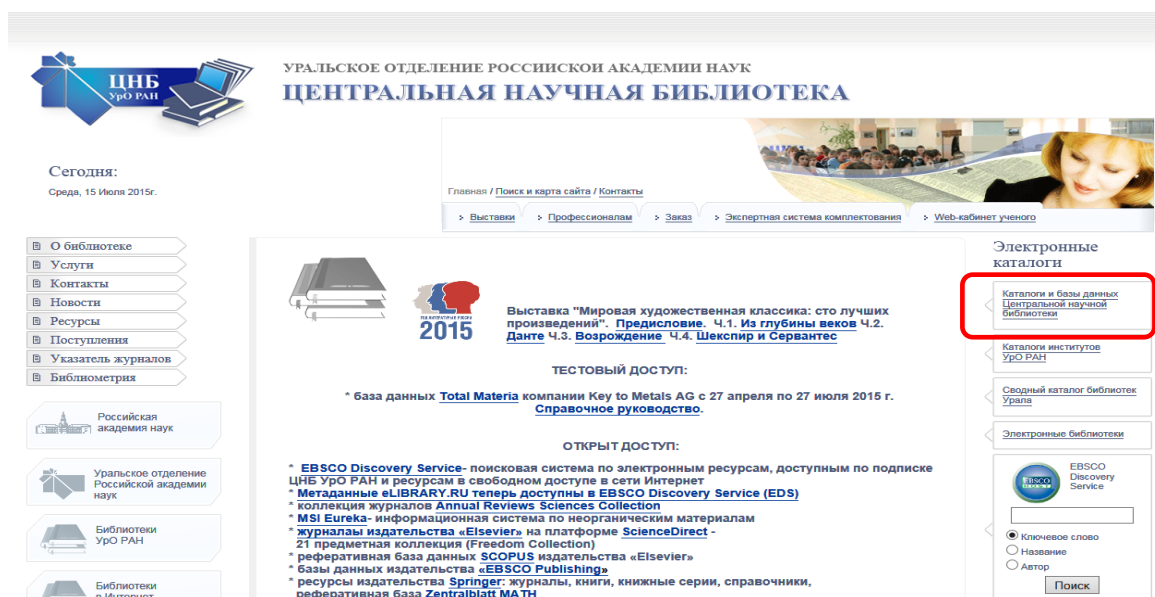 ЦНБ
УрО РАН
УРАЛЬСКОЕ ОТДЕЛЕНИЕ РОССИИСКОИ АКАДЕМИИ НАУК
ЦЕНТРАЛЬНАЯ НАУЧНАЯ БИБЛИОТЕКА
Сегодня:
Среда, 15 Июля 2015г.
Главная / Поиск и карта сайта / Контакты
Выставки
Профессионалам
Заказ
Экспертная система комплектования
Web-кабинет ученого
О библиотеке
Услуги
Контакты
Новости
Ресурсы
Поступления
Указатель журналов
Библиометрия
Российская
академия наук
Уральское отделение
Российской академии
наук
Библиотеки
УрО РАН
Библиотеки
в Интернет
2015
Выставка "Мировая художественная классика: сто лучших
произведений". Предисловие. Ч.1. Из глубины веков Ч.2.
Данте Ч.3. Возрождение Ч.4. Шекспир и Сервантес
ТЕСТОВЫЙ ДОСТУП:
* база данных Total Materia компании Key to Metals AG с 27 апреля по 27 июля 2015 г.
Справочное руководство.
ОТКРЫТ ДОСТУП:
* EBSCO Discovery Service- поисковая система по электронным ресурсам, доступным по подписке
ЦНБ УрО РАН и ресурсам в свободном доступе в сети Интернет
* Метаданные eLIBRARY.RU теперь доступны в EBSCO Discovery Service (EDS)
* коллекция журналов Annual Reviews Sciences Collection
* MSI Eureka- информационная система по неорганическим материалам
* журналаы издательства «Elsevier» на платформе ScienceDirect -
21 предметная коллекция (Freedom Collection)
* реферативная база данных SCOPUS издательства «Elsevier»
* базы данных издательства «EBSCO Publishing»
* ресурсы издательства Springer: журналы, книги, книжные серии, справочники,
реферативная база Zentralblatt MATH
Электронные
каталоги
Каталоги и базы данных
Центральной научной
библиотеки
Каталоги институтов
УрО РАН
Сводный каталог библиотек
Урала
Электронные библиотеки
EBSCO
HOST
EBSCO
Discovery
Service
Ключевое слово
Название
Автор
Поиск